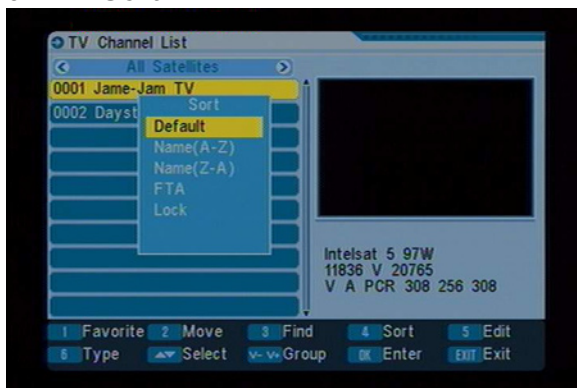 TV Channel List
All Satellites
0001 Jame-Jam TV
0002 Dayst
Sort
Default
Name(A-Z)
Name(Z-A)
FTA
Lock
Intelsat 5 97W
11836 V 20765
V A PCR 308 256 308
1 Favorite 2 Move 3 Find 4 Sort 5 Edit
6 Type Select V- V+ Group OK Enter EXIT Exit